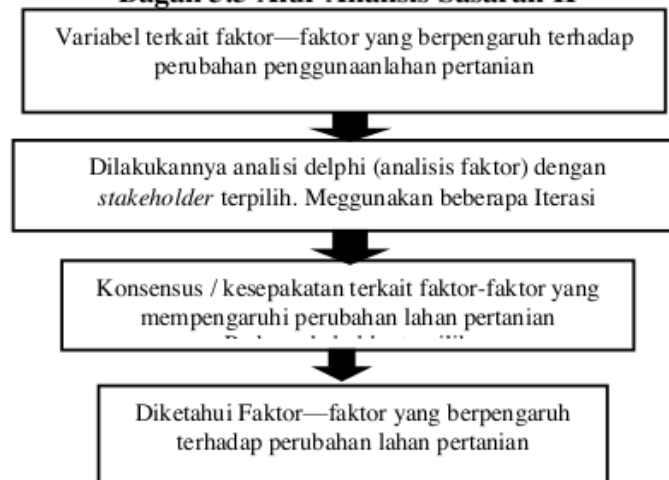 Bagan 3.3 Alur Analisis Sasaran II
Variabel terkait faktor—faktor yang berpengaruh terhadap
perubahan penggunaanlahan pertanian
Dilakukannya analisi delphi (analisis faktor) dengan
stakeholder terpilih. Meggunakan beberapa Iterasi
Konsensus / kesepakatan terkait faktor-faktor yang
mempengaruhi perubahan lahan pertanian
Diketahui Faktor—faktor yang berpengaruh
terhadap perubahan lahan pertanian